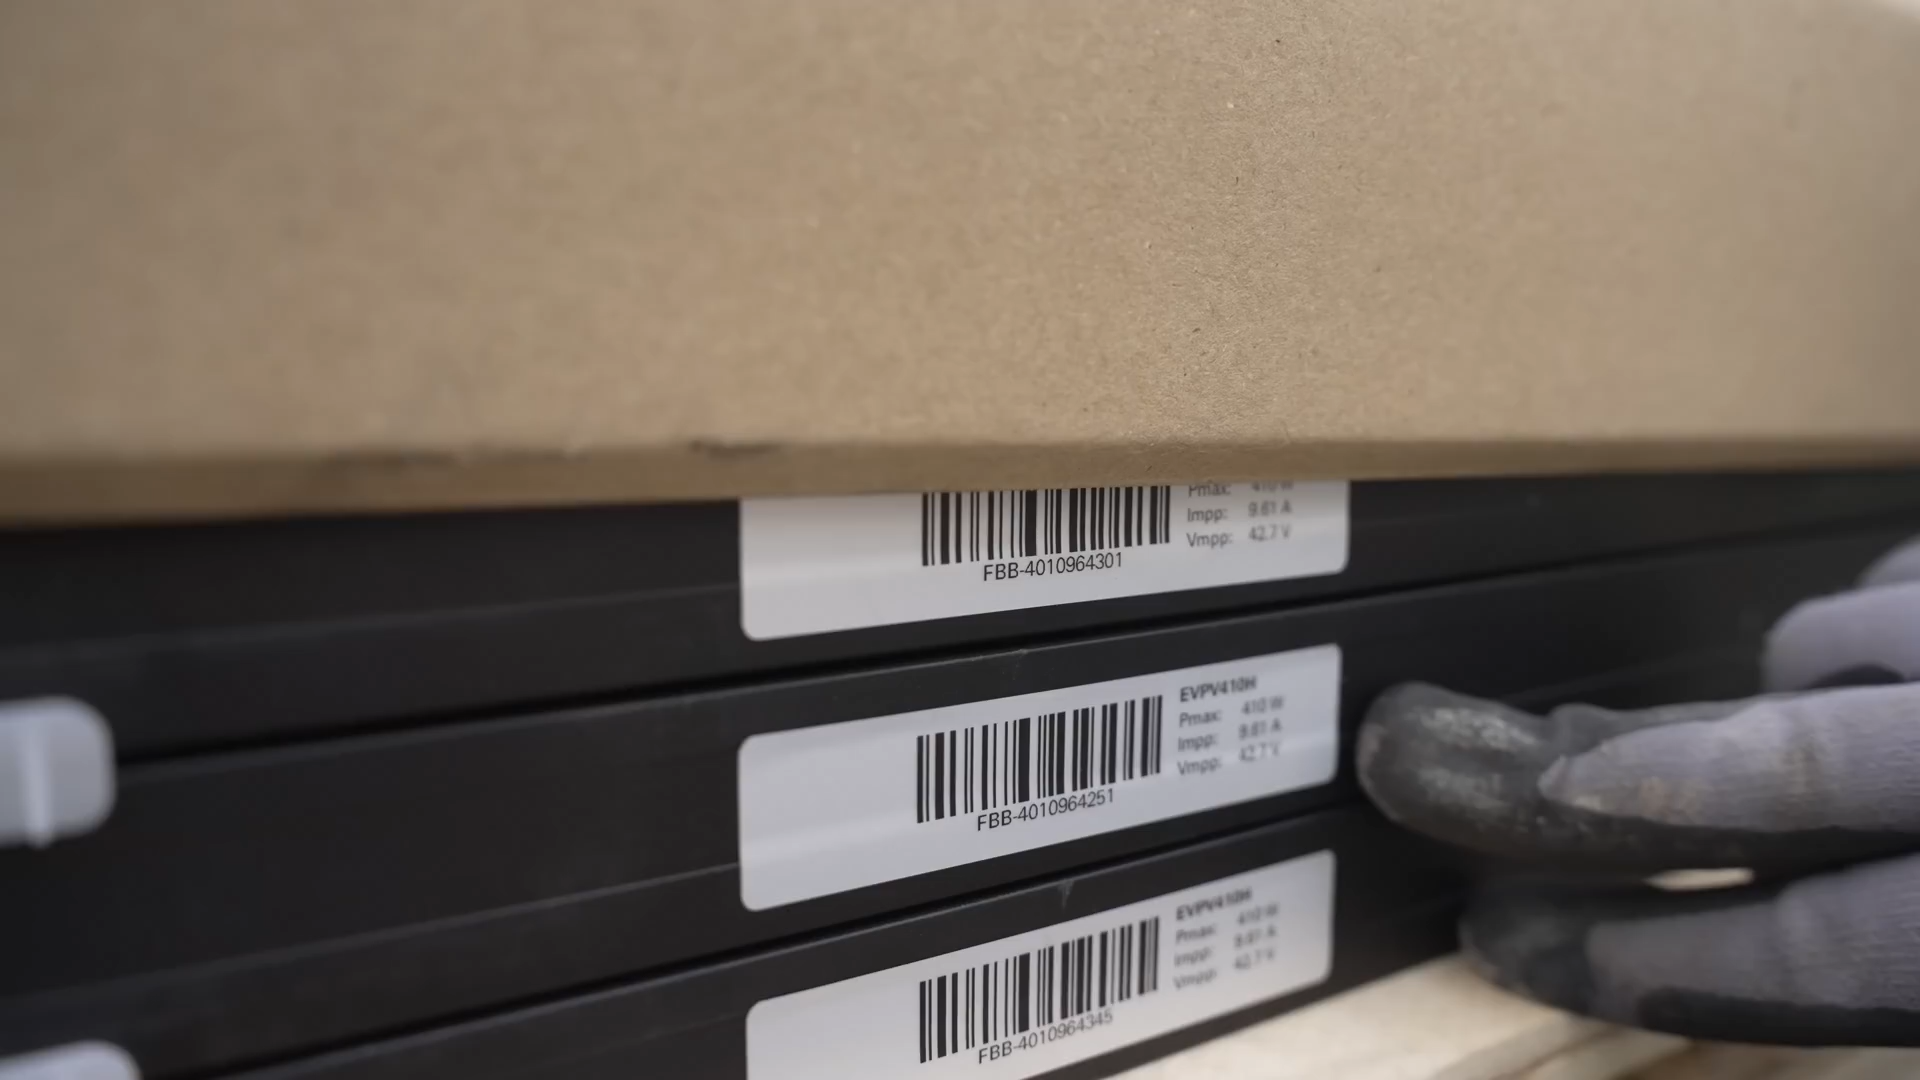 Pmax: 410 W
Impp: 9.61 A
Vmpp: 42.7 V
FBB-4010964301
EVPV410H
Pmax: 410 W
Impp: 9.61 A
Vmpp: 42.7 V
FBB-4010964251
EVPV410H
Pmax: 410 W
Impp: 9.61 A
Vmpp: 42.7 V
FBB-4010964345